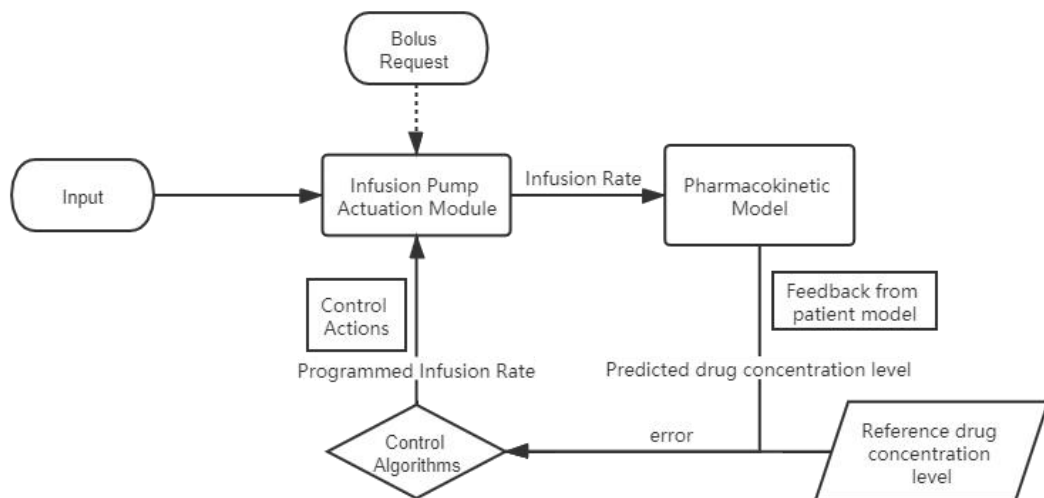 Bolus
Request
Input
Infusion Pump
Actuation Module
Infusion Rate
Pharmacokinetic
Model
Control
Actions
Feedback from
patient model
Programmed Infusion Rate
Predicted drug concentration level
Control
Algorithms
error
Reference drug
concentration
level